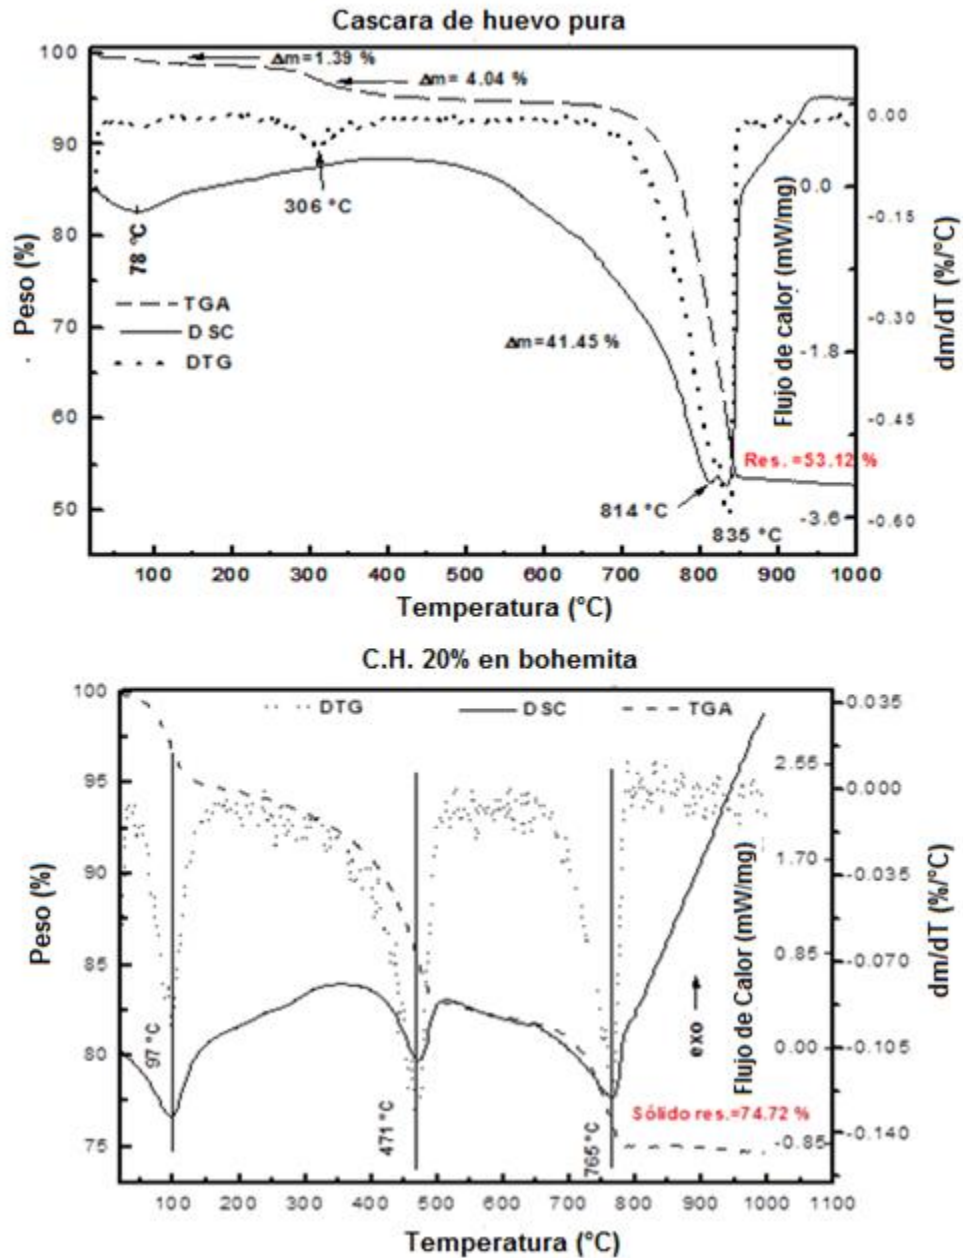 Cascara de huevo pura
100
90
80
70
60
50
Peso (%)
Δm=1.39 %
Δm= 4.04 %
306 °C
78 °C
TGA
DSC
DTG
Δm=41.45 %
814 °C
835 °C
Res. =53.12 %
Flujo de calor (mW/mg)
0.0
-1.8
-3.6
0.00
-0.15
-0.30
-0.45
-0.60
dm/dT (%/°C)
100 200 300 400 500 600 700 800 900 1000
Temperatura (°C)
C.H. 20% en bohemita
DTG DSC TGA
100
95
90
85
80
75
Peso (%)
97 °C
471 °C
765 °C
exo
Sólido res.=74.72 %
Flujo de Calor (mW/mg)
2.55
1.70
0.85
0.00
-0.85
-0.035
-0.000
-0.035
-0.070
-0.105
-0.140
dm/dT (%/°C)
0 100 200 300 400 500 600 700 800 900 1000 1100
Temperatura (°C)